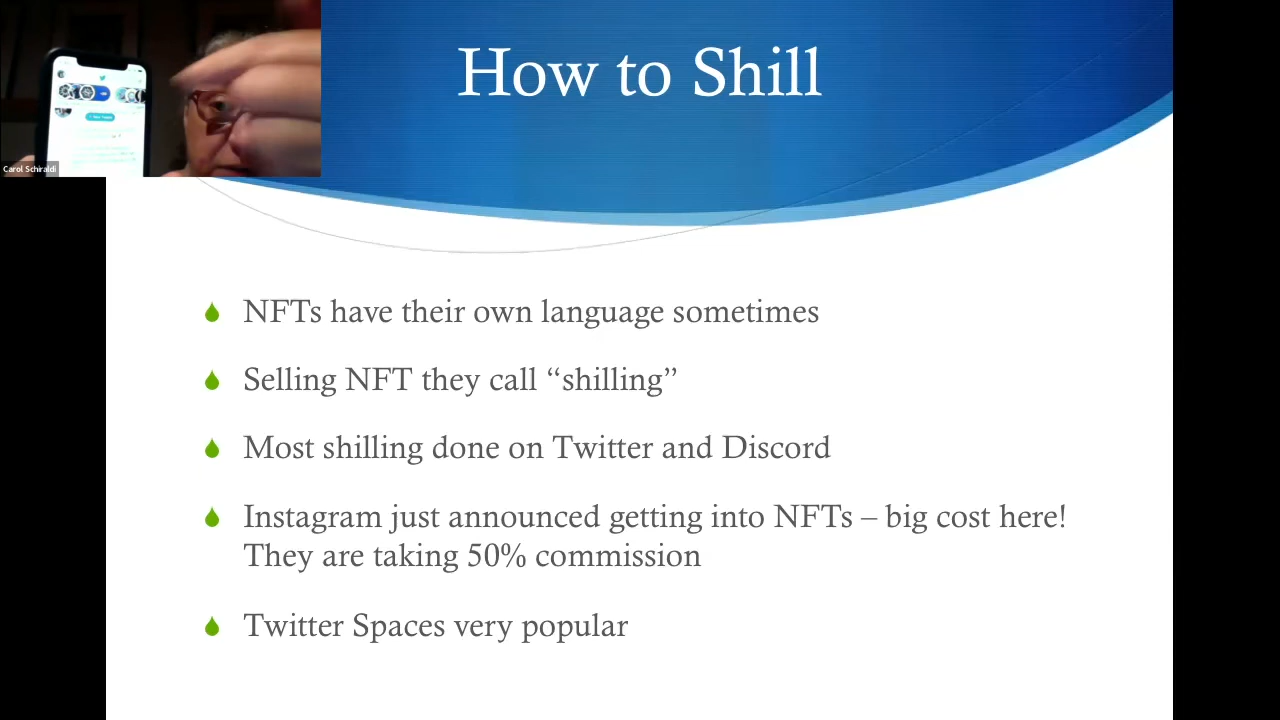 How to Shill
Carol Schiraldi
NFTs have their own language sometimes
Selling NFT they call “shilling”
Most shilling done on Twitter and Discord
Instagram just announced getting into NFTs – big cost here!
They are taking 50% commission
Twitter Spaces very popular